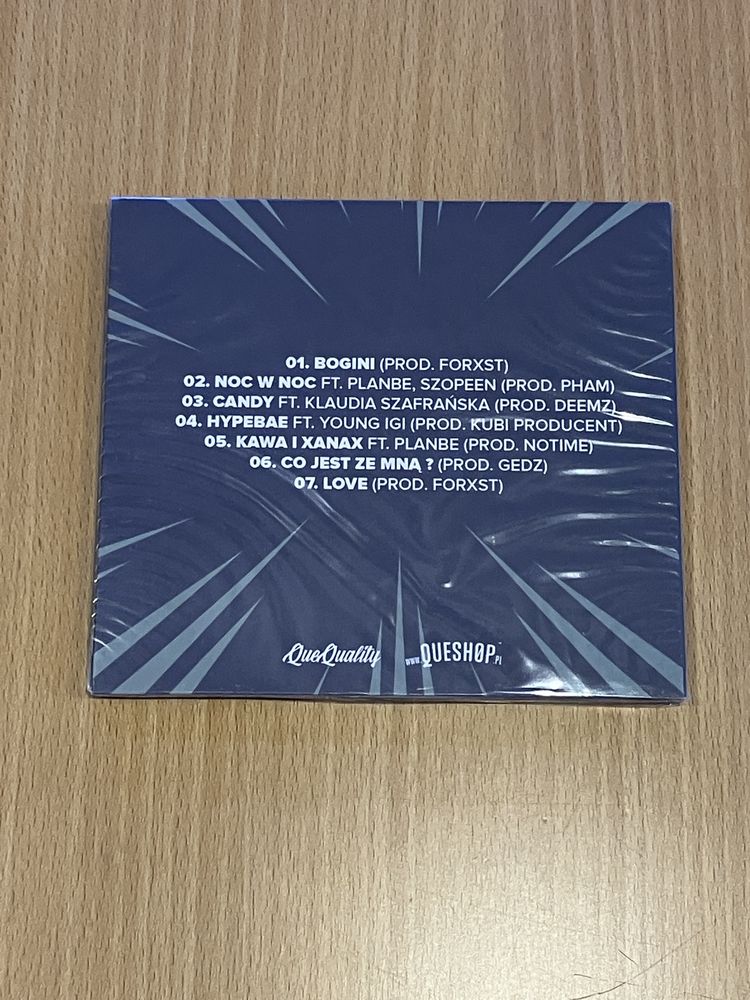 01. BOGINI (PROD. FORXST)
02. NOC W NOC FT. PLANBE, SZOPEEN (PROD. PHAM)
03. CANDY FT. KLAUDIA SZAFRAŃSKA (PROD. DEEMZ)
04. HYPEBAE FT. YOUNG IGI (PROD. KUBI PRODUCENT)
05. KAWA I XANAX FT. PLANBE (PROD. NOTIME)
06. CO JEST ZE MNĄ ? (PROD. GEDZ)
07. LOVE (PROD. FORXST)
QueQuality www.QUESHØP.PL